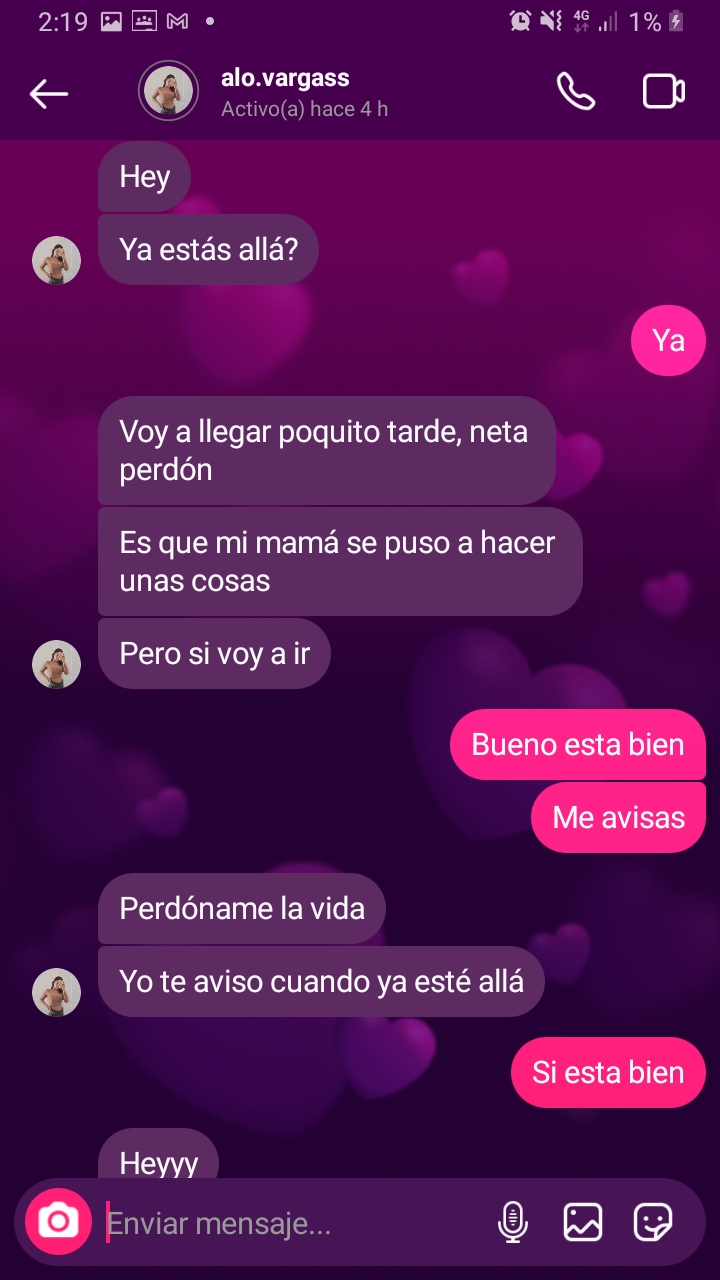 2:19
4G
1%
alo.vargass
Activo(a) hace 4 h
Hey
Ya estás allá?
Ya
Voy a llegar poquito tarde, neta
perdón
Es que mi mamá se puso a hacer
unas cosas
Pero si voy a ir
Bueno esta bien
Me avisas
Perdóname la vida
Yo te aviso cuando ya esté allá
Si esta bien
Heyyy
Enviar mensaje...